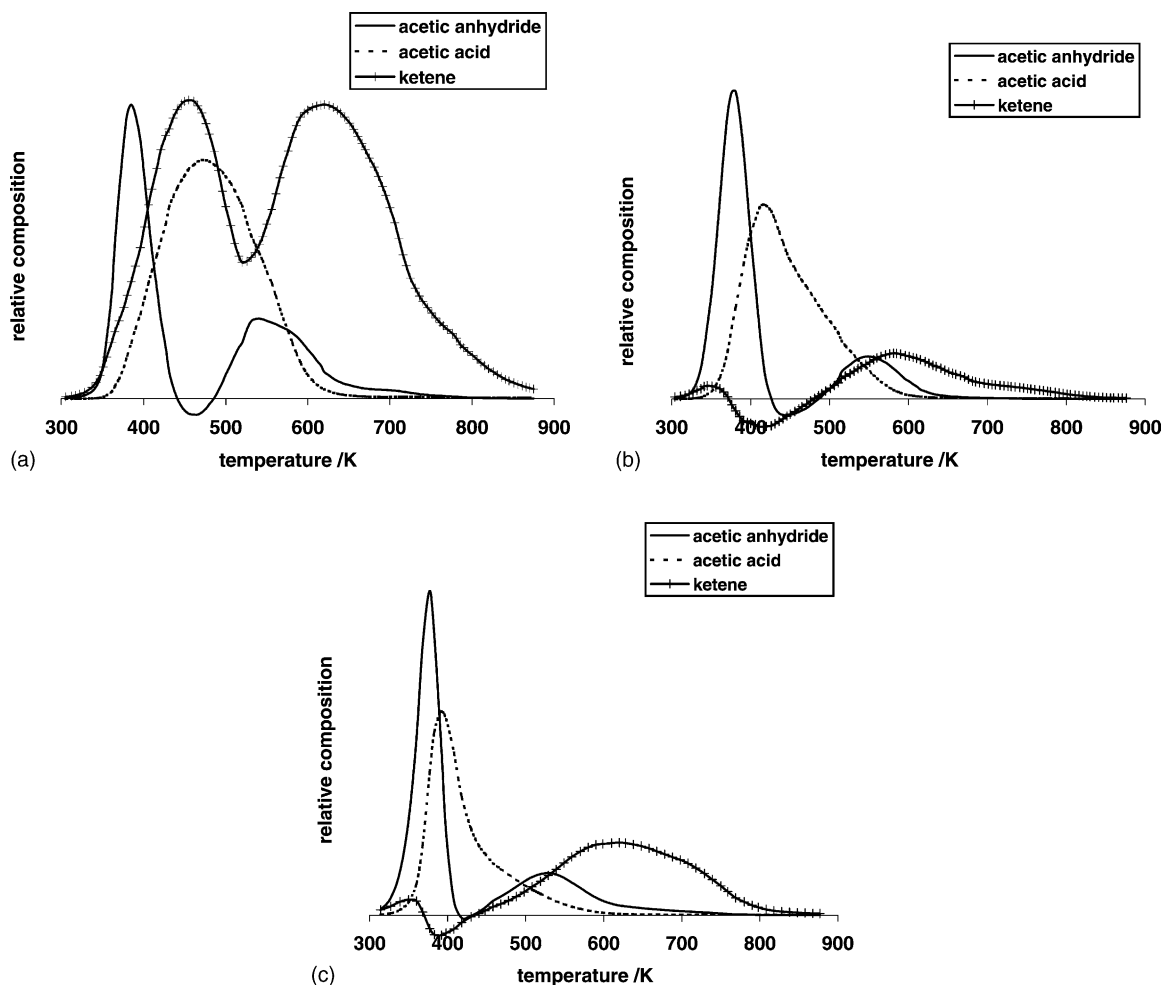 acetic anhydride
acetic acid
ketene
relative composition
300 400 500 600 700 800 900
(a)
temperature /K
acetic anhydride
acetic acid
ketene
relative composition
300 400 500 600 700 800 900
(b)
temperature /K
acetic anhydride
acetic acid
ketene
relative composition
300 400 500 600 700 800 900
(c)
temperature /K